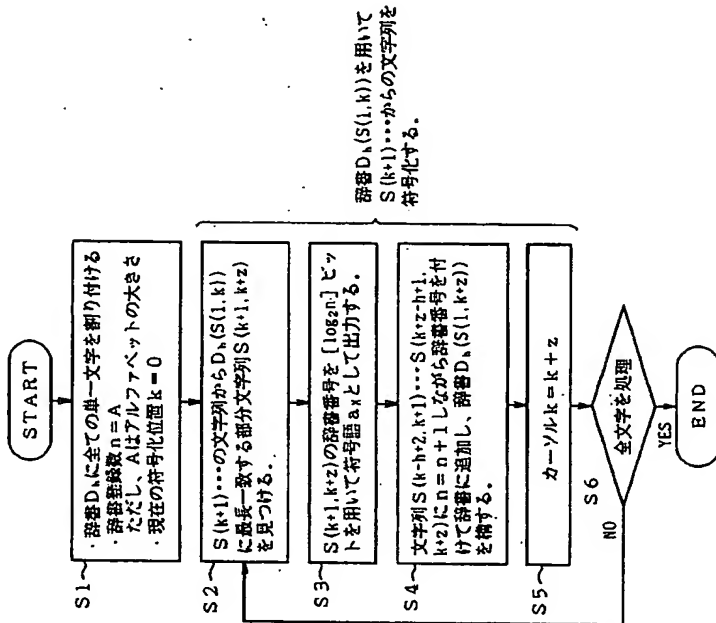 START
S1
・辞書Dhに全ての単一文字を割り付ける
・辞書登録数 n=A
ただし、Aはアルファベットの大きさ
・現在の符号化位置 k=0
S2
S(k+1)・・・の文字列からDh(S(1,k))
に最長一致する部分文字列S(k+1,k+z)
を見つける。
S3
S(k+1,k+z)の辞書番号を[log2n]ビッ
トを用いて符号語axとして出力する。
S4
文字列S(k-h+2,k+1)・・・S(k+z-h+1,
k+z)にn=n+1しながら辞書番号を付
けて辞書に追加し、辞書Dh(S(1,k+z))
を構する。
S5
カーソルk=k+z
S6
全文字を処理
NO
YES
END
辞書Dh(S(1,k))を用いて
S(k+1)・・・からの文字列を
符号化する。